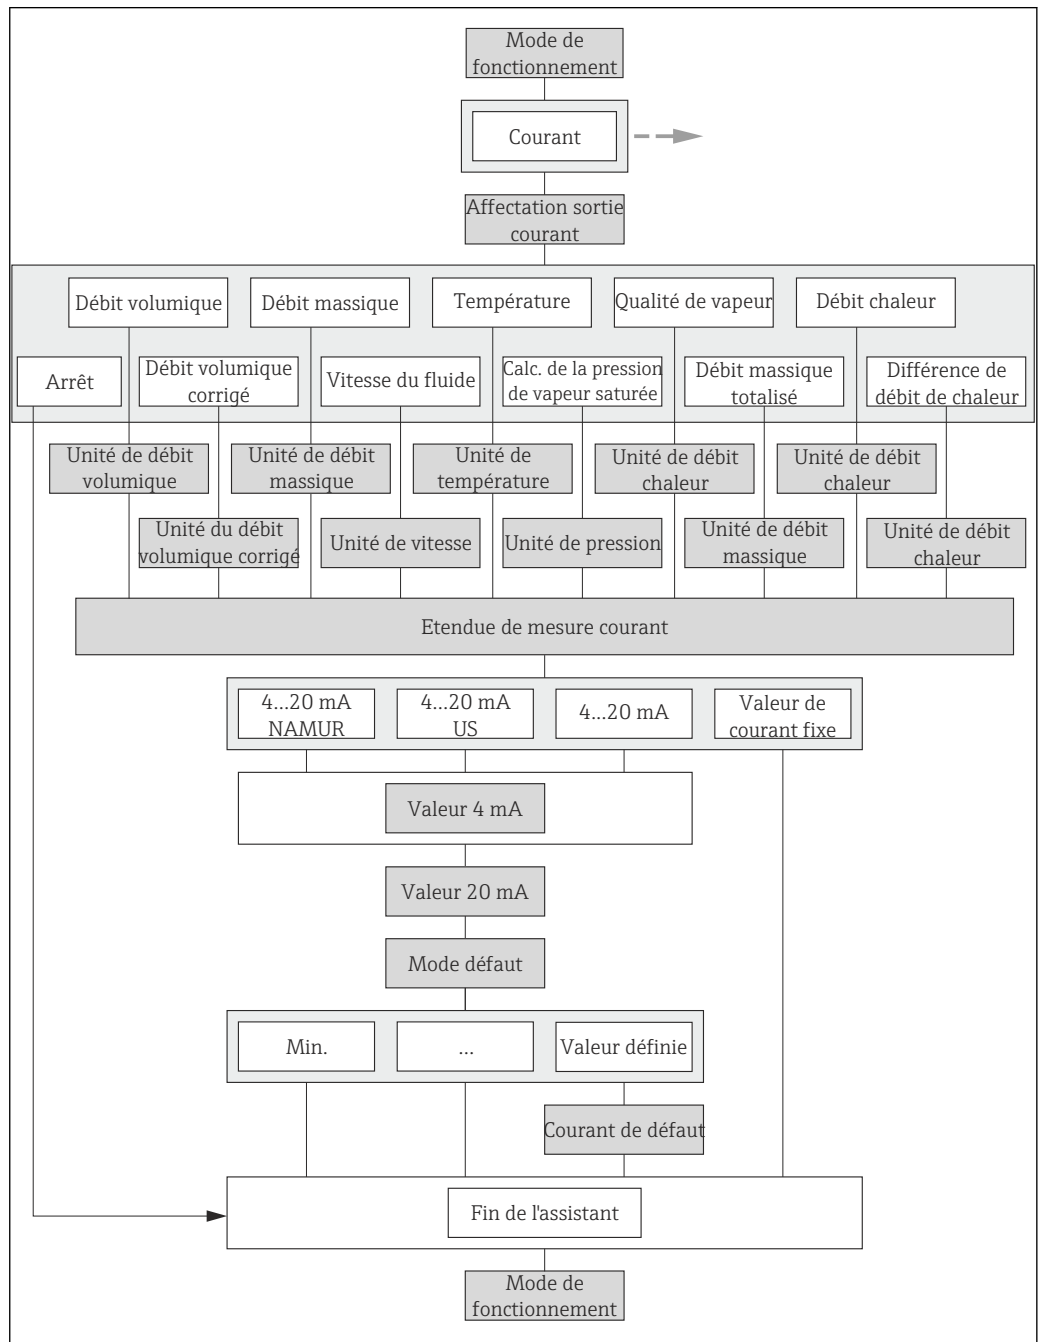 Mode de
fonctionnement
Courant
Affectation sortie
courant
Débit volumique
Débit massique
Température
Qualité de vapeur
Débit chaleur
Arrêt
Débit volumique
corrigé
Vitesse du fluide
Calc. de la pression
de vapeur saturée
Débit massique
totalisé
Différence de
débit de chaleur
Unité de débit
volumique
Unité de débit
massique
Unité de
température
Unité de débit
chaleur
Unité de débit
chaleur
Unité du débit
volumique corrigé
Unité de vitesse
Unité de pression
Unité de débit
massique
Unité de débit
chaleur
Etendue de mesure courant
4...20 mA
NAMUR
4...20 mA
US
4...20 mA
Valeur de
courant fixe
Valeur 4 mA
Valeur 20 mA
Mode défaut
Min.
...
Valeur définie
Courant de défaut
Fin de l'assistant
Mode de
fonctionnement